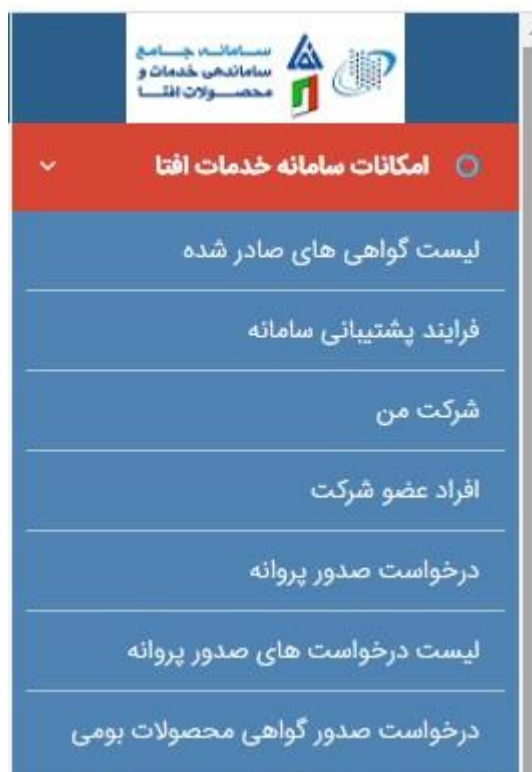 سامانه جامع
ساماندهی خدمات و
محصولات افتا
امکانات سامانه خدمات افتا
لیست گواهی های صادر شده
فرایند پشتیبانی سامانه
شرکت من
افراد عضو شرکت
درخواست صدور پروانه
لیست درخواست های صدور پروانه
درخواست صدور گواهی محصولات بومی